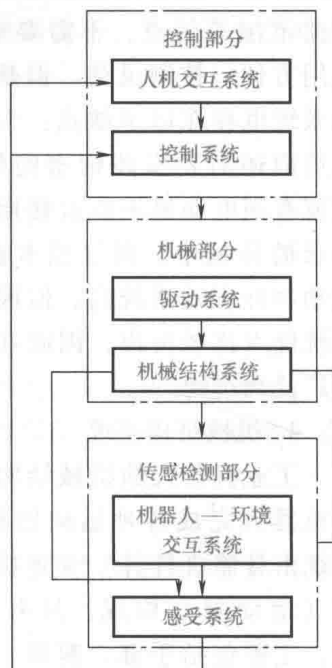 控制部分
人机交互系统
控制系统
机械部分
驱动系统
机械结构系统
传感检测部分
机器人—环境
交互系统
感受系统